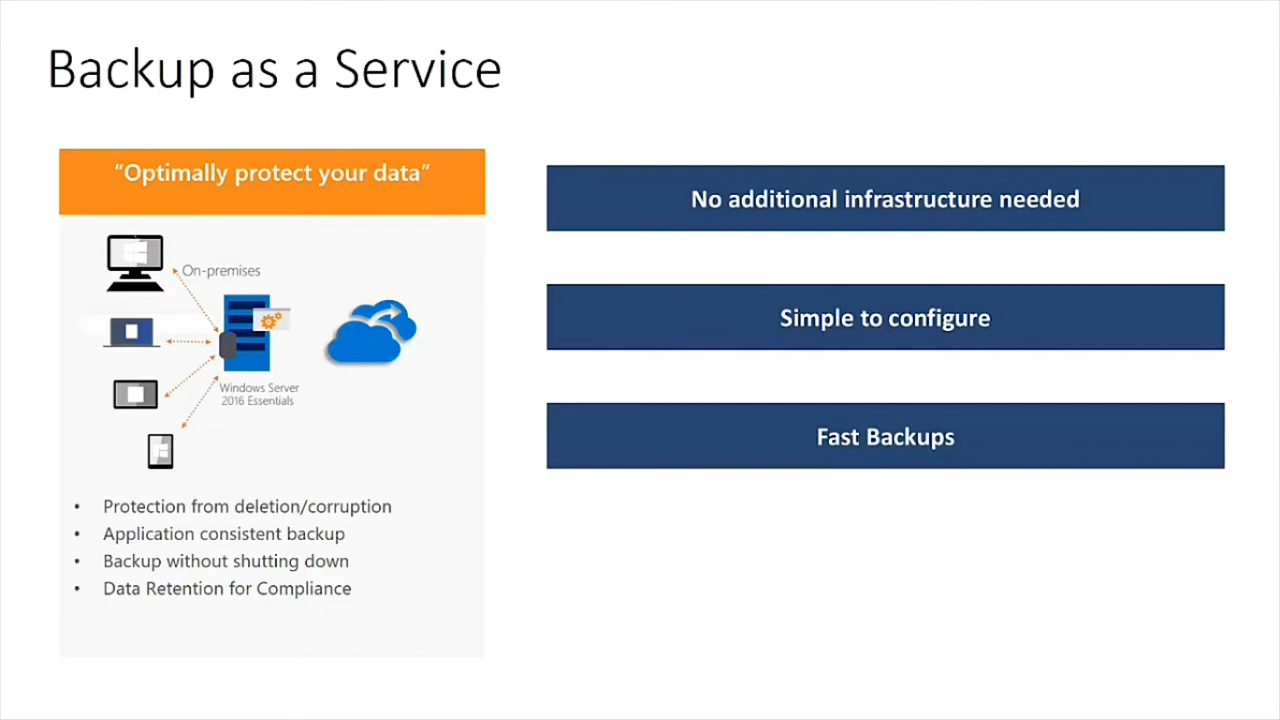 Backup as a Service
“Optimally protect your data”
On-premises
Windows Server
2016 Essentials
• Protection from deletion/corruption
• Application consistent backup
• Backup without shutting down
• Data Retention for Compliance
No additional infrastructure needed
Simple to configure
Fast Backups